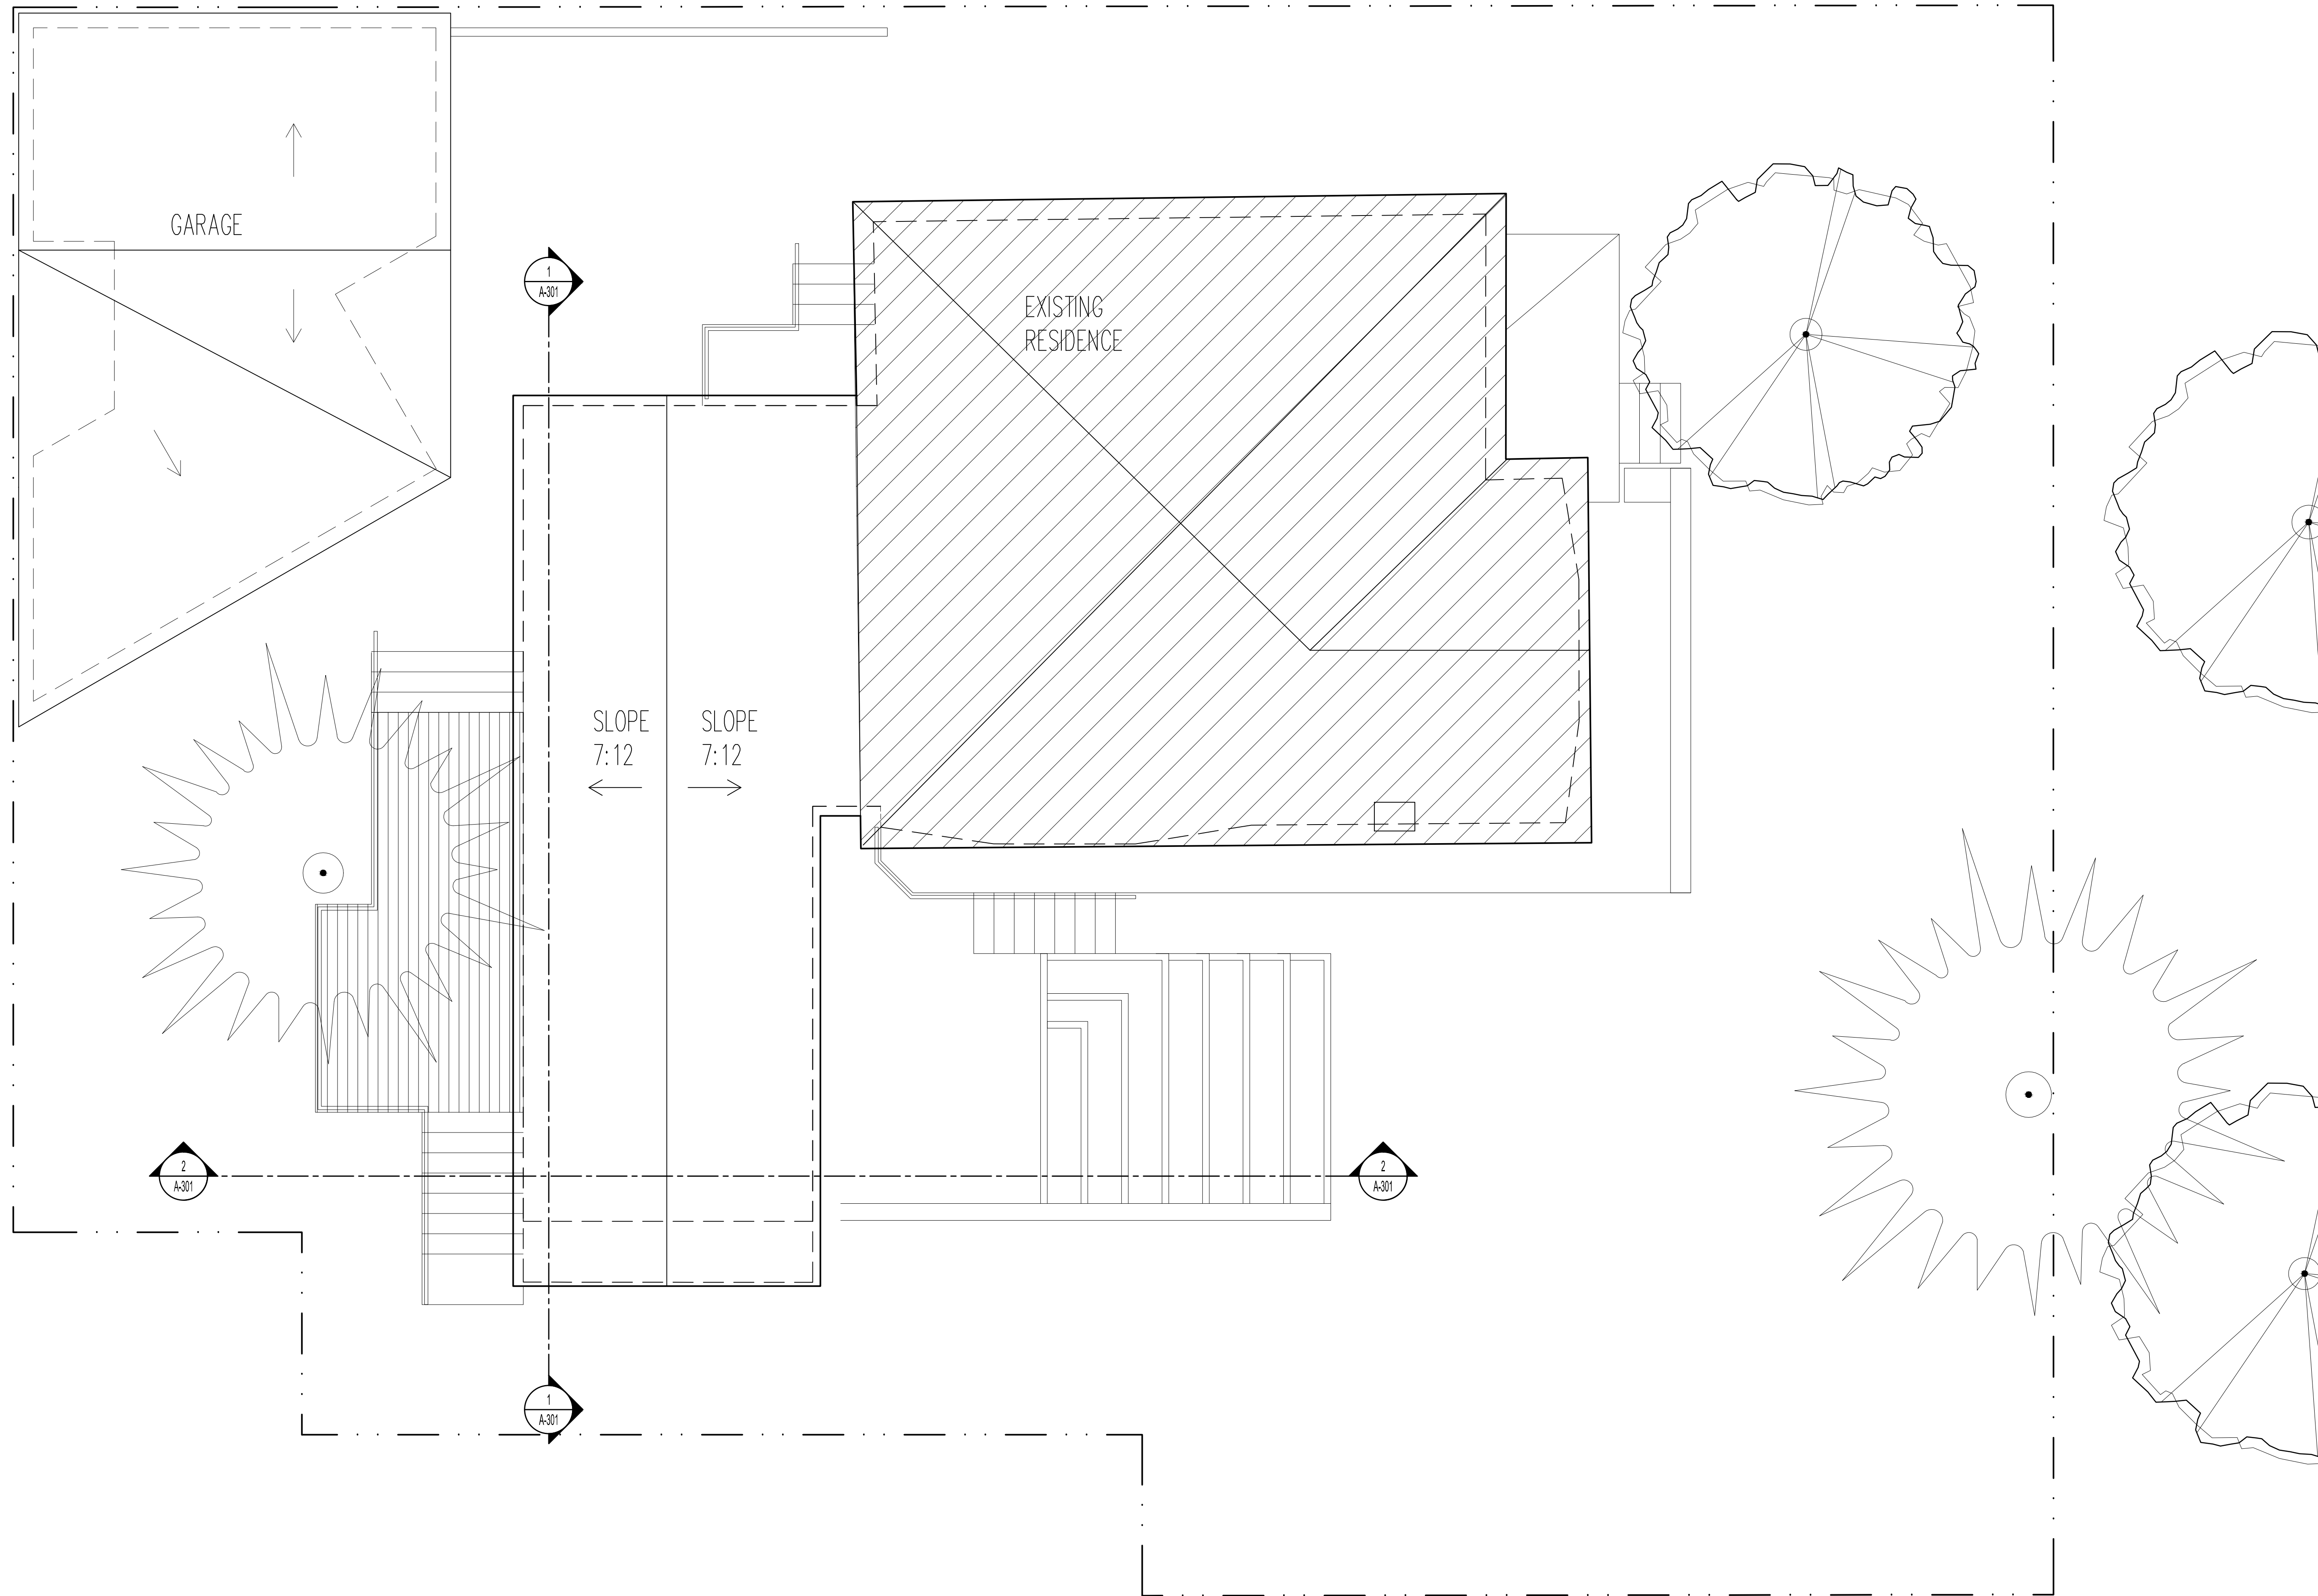 GARAGE
1
A-301
EXISTING
RESIDENCE
SLOPE
7:12
SLOPE
7:12
2
A-301
2
A-301
1
A-301